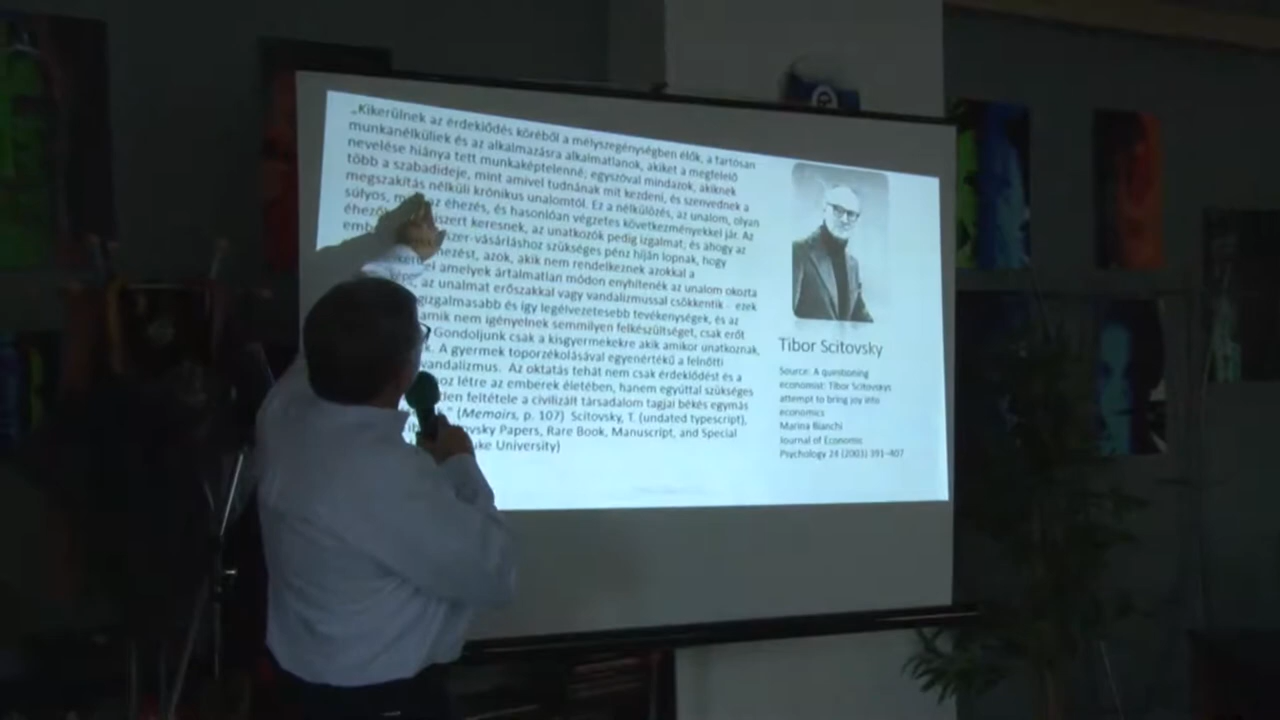 „Kikerülnek az érdeklődés köréből a mélyszegénységben élők, a tartósan
munkanélküliek és az alkalmazásra alkalmatlanok, akiket a megfelelő
nevelése hiánya tett munkaképtelenné; egyszóval mindazok, akiknek
több a szabadideje, mint amivel tudnának mit kezdeni, és szenvednek a
megszakítás nélküli krónikus unalomtól. Ez a nélkülözés, az unalom, olyan
súlyos, az éhezés, és hasonlóan végzetes következményekkel jár. Az
keresnek, az unatkozók pedig izgalmat; és ahogy az
szükséges pénz híján lopnak, hogy
azok, akik nem rendelkeznek azokkal a
amelyek ártalmatlan módon enyhítenék az unalom okozta
az unalmat erőszakkal vagy vandalizmussal csökkentik - ezek
és így legélvezetesebb tevékenységek, és az
amik nem igényelnek semmilyen felkészültséget, csak erőt
Gondoljunk csak a kisgyermekekre akik amikor unatkoznak,
A gyermek toporzékolásával egyenértékű a felnőtti
vandalizmus. Az oktatás tehát nem csak érdeklődést és a
létre az emberek életében, hanem egyúttal szükséges
feltétele a civilizált társadalom tagjai békés egymás
(Memoirs, p. 107) Scitovsky, T. (undated typescript),
Papers, Rare Book, Manuscript, and Special
University)
Tibor Scitovsky
Source: A questioning
economist: Tibor Scitovskys
attempt to bring joy into
economics
Marina Bianchi
Journal of Economic
Psychology 24 (2003) 391–407